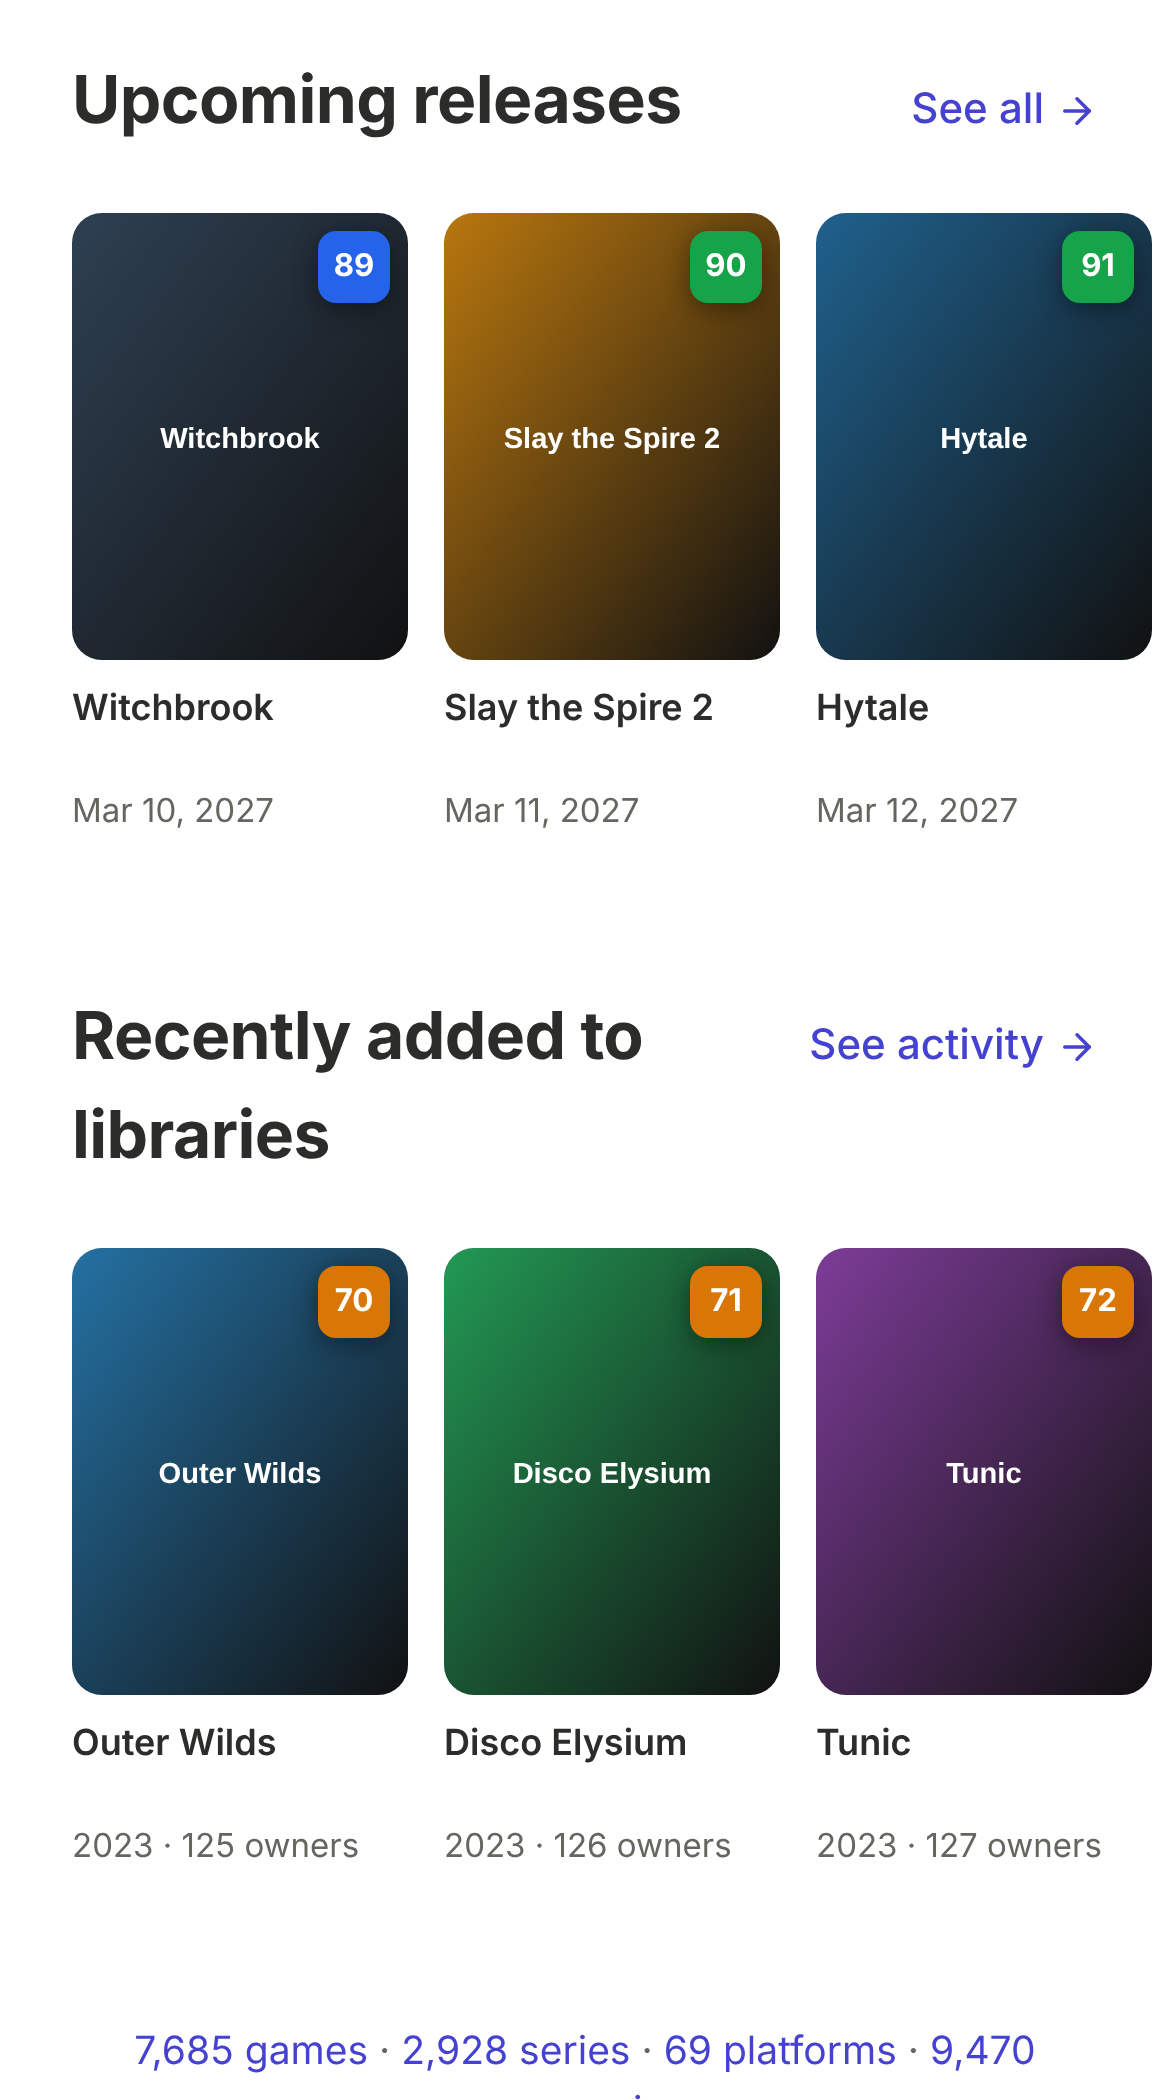 Upcoming releases
See all →
89
90
91
Witchbrook
Slay the Spire 2
Hytale
Witchbrook
Slay the Spire 2
Hytale
Mar 10, 2027
Mar 11, 2027
Mar 12, 2027
Recently added to
See activity →
libraries
70
71
72
Outer Wilds
Disco Elysium
Tunic
Outer Wilds
Disco Elysium
Tunic
2023 · 125 owners
2023 · 126 owners
2023 · 127 owners
7,685 games · 2,928 series · 69 platforms · 9,470